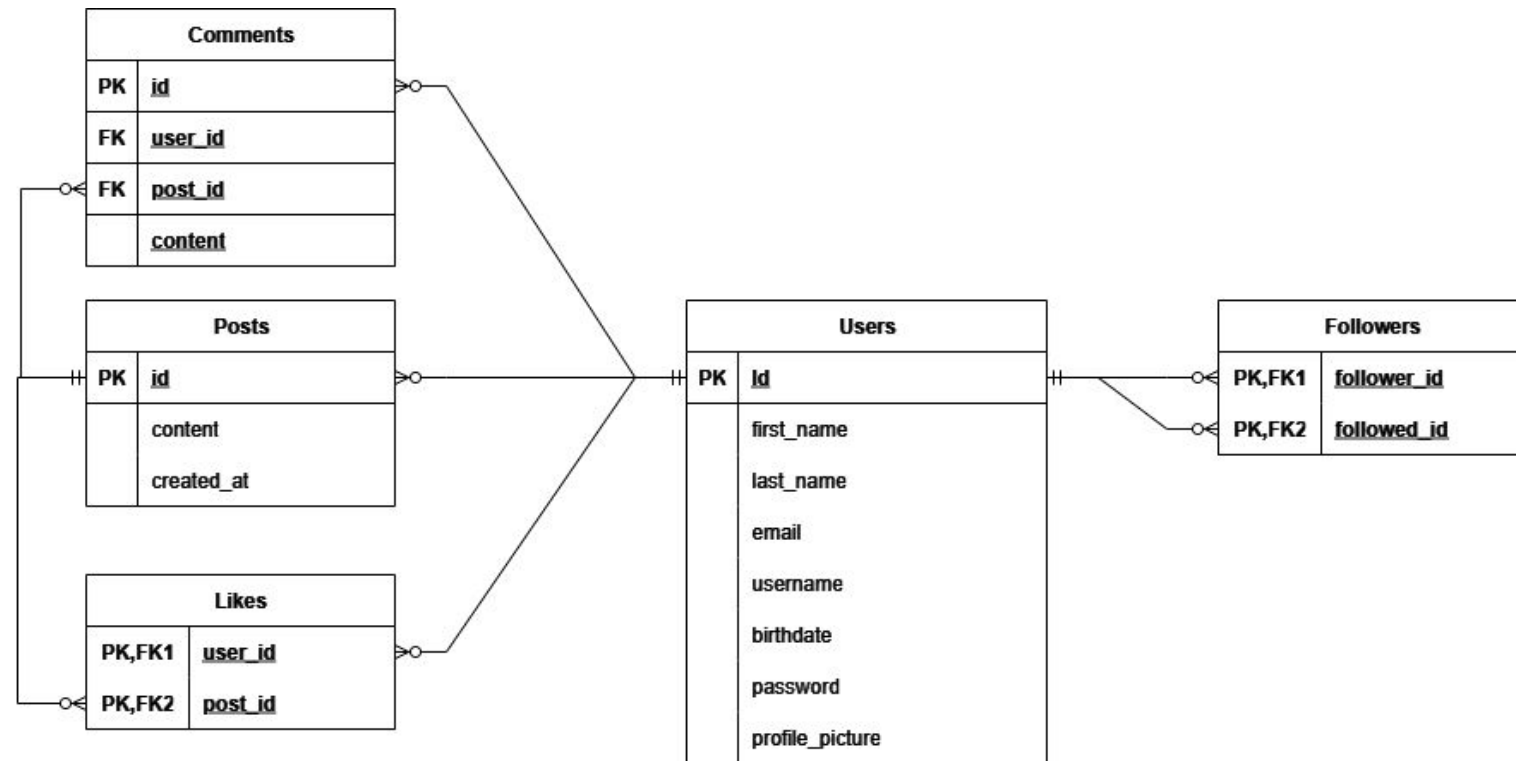 Comments
PK id
FK user_id
FK post_id
content
Posts
PK id
content
created_at
Likes
PK,FK1 user_id
PK,FK2 post_id
Users
PK Id
first_name
last_name
email
username
birthdate
password
profile_picture
Followers
PK,FK1 follower_id
PK,FK2 followed_id